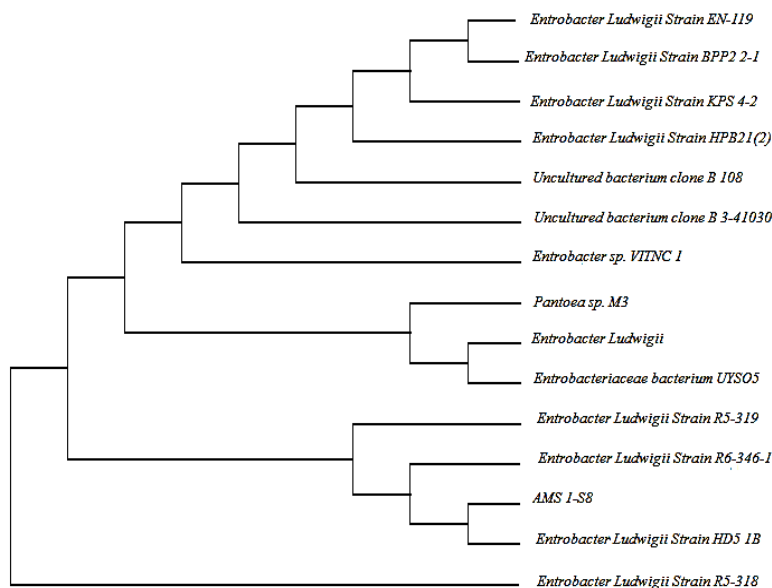 Entrobacter Ludwigii Strain EN-119
Entrobacter Ludwigii Strain BPP2 2-1
Entrobacter Ludwigii Strain KPS 4-2
Entrobacter Ludwigii Strain HPB21(2)
Uncultured bacterium clone B 108
Uncultured bacterium clone B 3-41030
Entrobacter sp. VITNC 1
Pantoea sp. M3
Entrobacter Ludwigii
Entrobacteriaceae bacterium UYSO5
Entrobacter Ludwigii Strain R5-319
Entrobacter Ludwigii Strain R6-346-1
AMS 1-S8
Entrobacter Ludwigii Strain HD5 1B
Entrobacter Ludwigii Strain R5-318